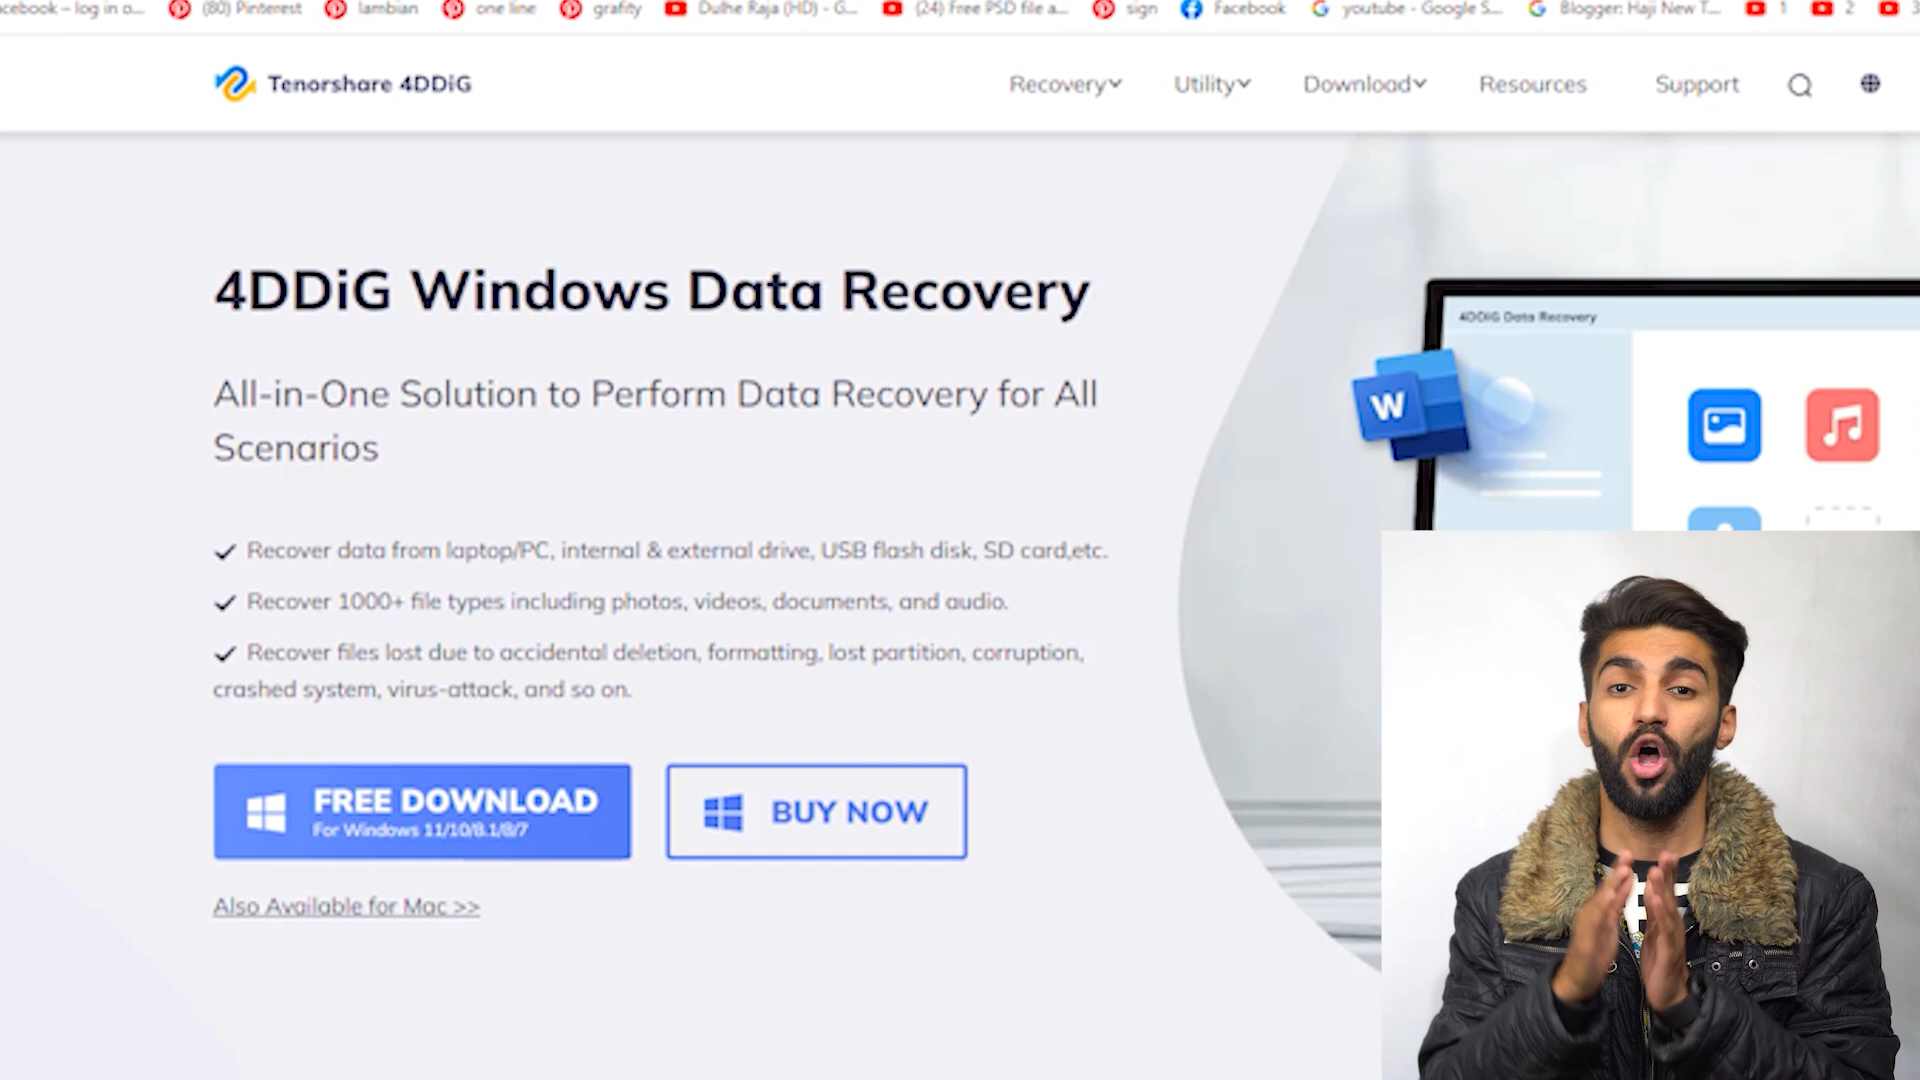 (80) Pinterest
lambian
one line
grafity
Dulhe Raja (HD) - G...
(24) Free PSD file a...
sign
Facebook
youtube - Google S...
Blogger: Haji New T...
1
2
3
Tenorshare 4DDiG
Recovery
Utility
Download
Resources
Support
4DDiG Windows Data Recovery
All-in-One Solution to Perform Data Recovery for All
Scenarios
Recover data from laptop/PC, internal & external drive, USB flash disk, SD card,etc.
Recover 1000+ file types including photos, videos, documents, and audio.
Recover files lost due to accidental deletion, formatting, lost partition, corruption,
crashed system, virus-attack, and so on.
FREE DOWNLOAD
For Windows 11/10/8.1/8/7
BUY NOW
Also Available for Mac >>
4DDiG Data Recovery
W